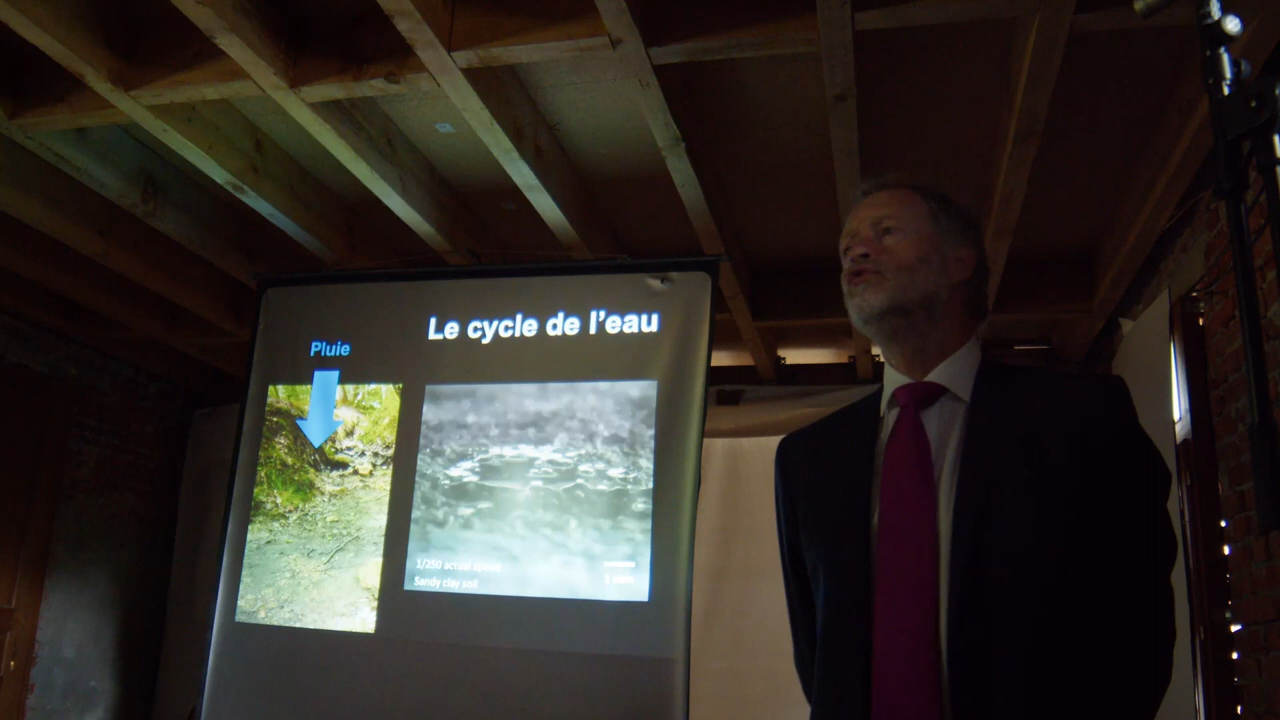 Le cycle de l'eau
Pluie
1/250 actual speed
Sandy clay soil